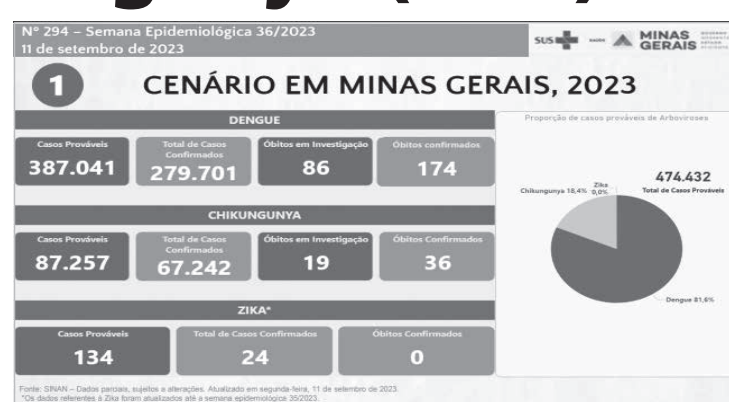 Nº 294 – Semana Epidemiológica 36/2023
11 de setembro de 2023
SUS
MINAS
GERAIS
1
CENÁRIO EM MINAS GERAIS, 2023
DENGUE
Casos Prováveis
387.041
Total de Casos
Confirmados
279.701
Óbitos em Investigação
86
Óbitos confirmados
174
CHIKUNGUNYA
Casos Prováveis
87.257
Total de Casos
Confirmados
67.242
Óbitos em Investigação
19
Óbitos Confirmados
36
ZIKA*
Casos Prováveis
134
Total de Casos Confirmados
24
Óbitos Confirmados
0
Proporção de casos prováveis de Arboviroses
474.432
Total de Casos Prováveis
Zika
0,0%
Chikungunya 18,4%
Dengue 81,6%
Fonte: SINAN – Dados parciais, sujeitos a alterações. Atualizado em segunda-feira, 11 de setembro de 2023.
*Os dados referentes à Zika foram atualizados até a semana epidemiológica 35/2023.